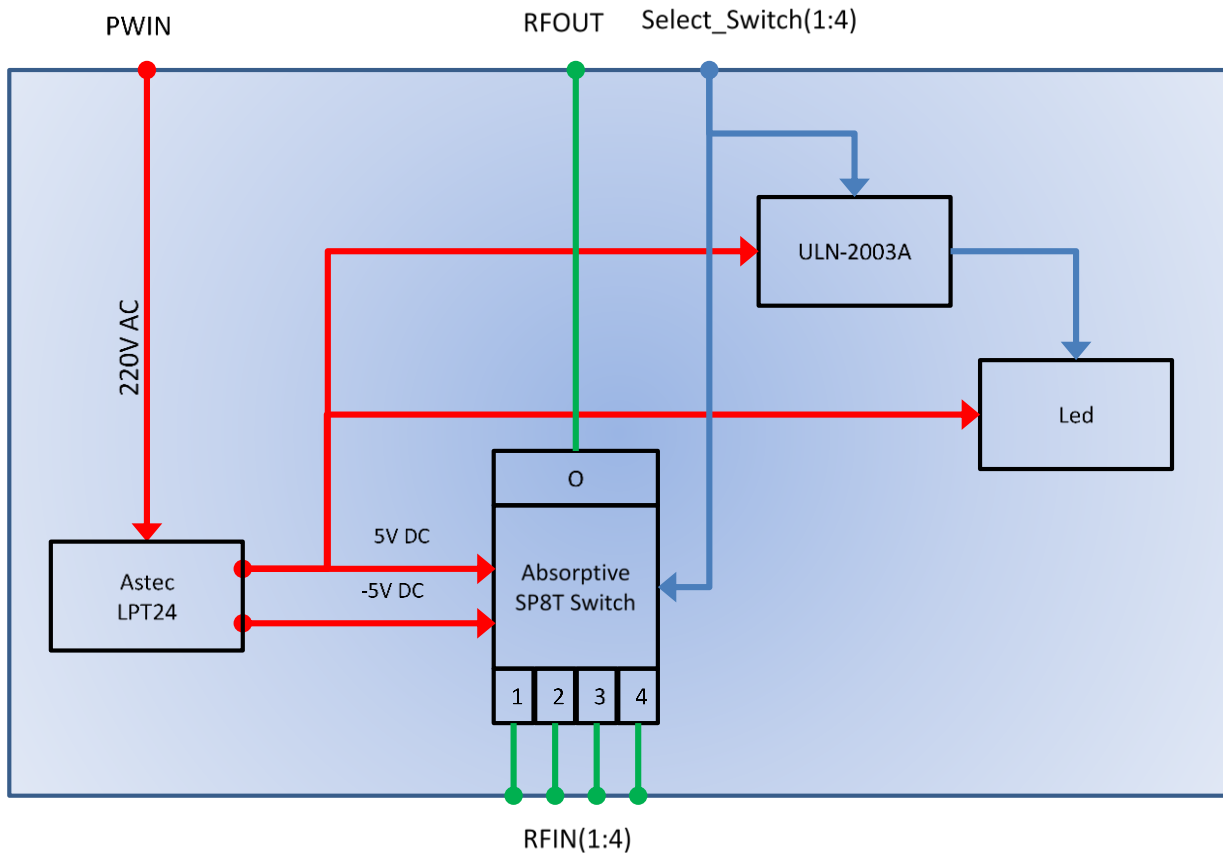 PWIN
RFOUT
Select_Switch(1:4)
ULN-2003A
220V AC
Led
O
5V DC
-5V DC
Astec
LPT24
Absorptive
SP8T Switch
1
2
3
4
RFIN(1:4)